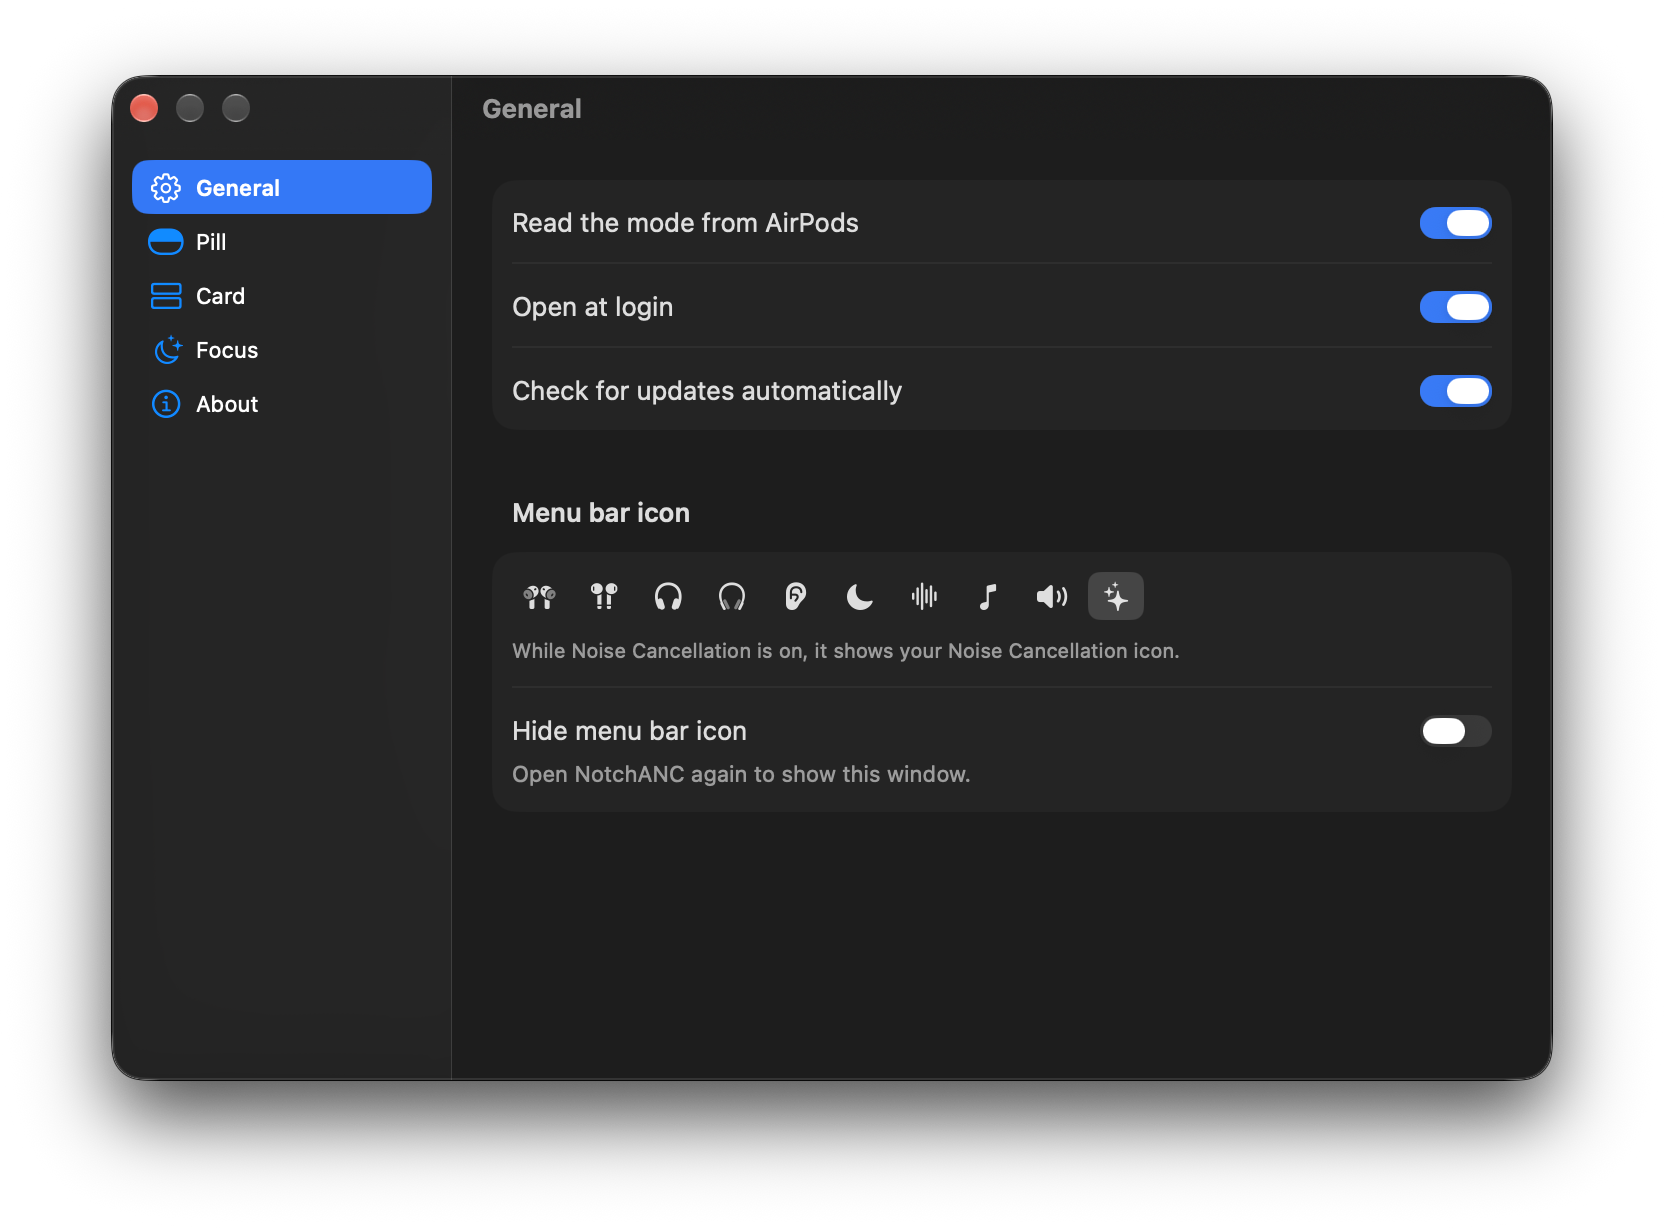 General
General
Pill
Card
Focus
About
Read the mode from AirPods
Open at login
Check for updates automatically
Menu bar icon
While Noise Cancellation is on, it shows your Noise Cancellation icon.
Hide menu bar icon
Open NotchANC again to show this window.